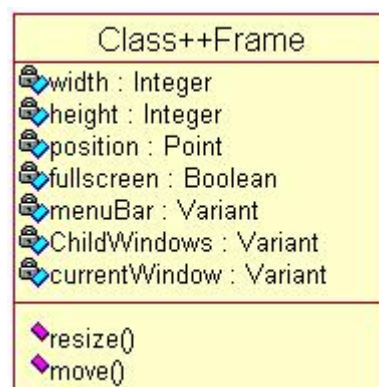 Class++Frame
width : Integer
height : Integer
position : Point
fullscreen : Boolean
menuBar : Variant
ChildWindows : Variant
currentWindow : Variant
resize()
move()